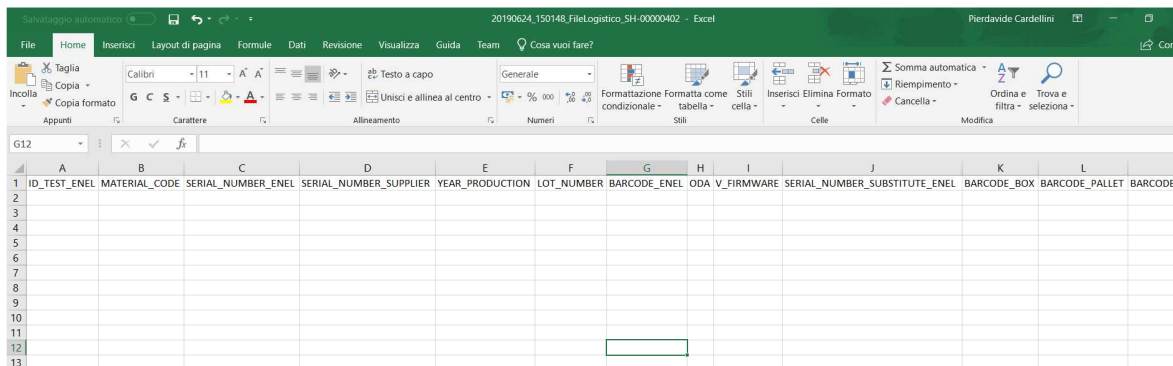 Salvataggio automatico
20190624_150148_FileLogistico_SH-00000402 - Excel
Pierdavide Cardellini
File Home Inserisci Layout di pagina Formule Dati Revisione Visualizza Guida Team Cosa vuoi fare?
Taglia
Copia
Copia formato
Incolla
Calibri 11
G C S
Testo a capo
Unisci e allinea al centro
Generale
% 000
Formattazione condizionale
Formatta come tabella
Stili cella
Inserisci Elimina Formato
Somma automatica
Riempimento
Cancella
Ordina e filtra
Trova e seleziona
Appunti Carattere Allineamento Numeri Stili Celle Modifica
G12 fx
A B C D E F G H I J K L
1 ID_TEST_ENEL MATERIAL_CODE SERIAL_NUMBER_ENEL SERIAL_NUMBER_SUPPLIER YEAR_PRODUCTION LOT_NUMBER BARCODE_ENEL ODA V_FIRMWARE SERIAL_NUMBER_SUBSTITUTE_ENEL BARCODE_BOX BARCODE_PALLET BARCODE
2
3
4
5
6
7
8
9
10
11
12
13